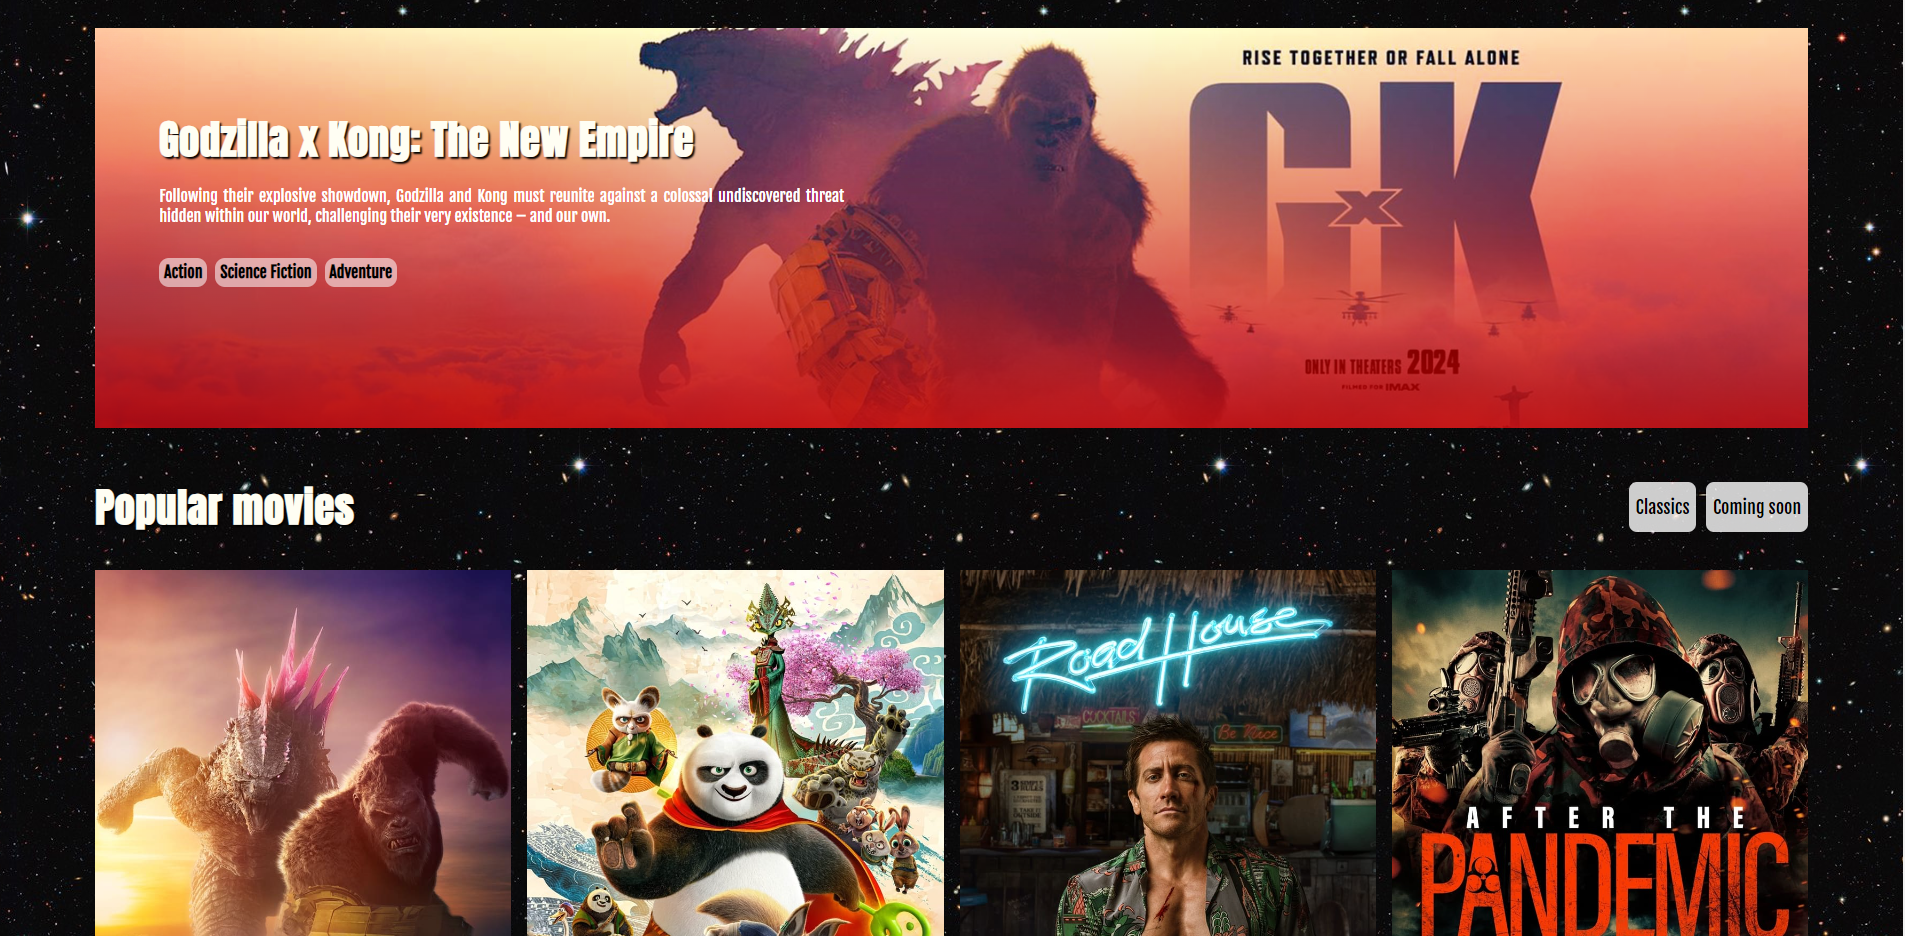 RISE TOGETHER OR FALL ALONE
GxK
Godzilla x Kong: The New Empire
Following their explosive showdown, Godzilla and Kong must reunite against a colossal undiscovered threat
hidden within our world, challenging their very existence – and our own.
Action
Science Fiction
Adventure
ONLY IN THEATERS 2024
FILMED FOR IMAX
Popular movies
Classics
Coming soon
Road House
COCKTAILS
AFTER THE
PANDEMIC